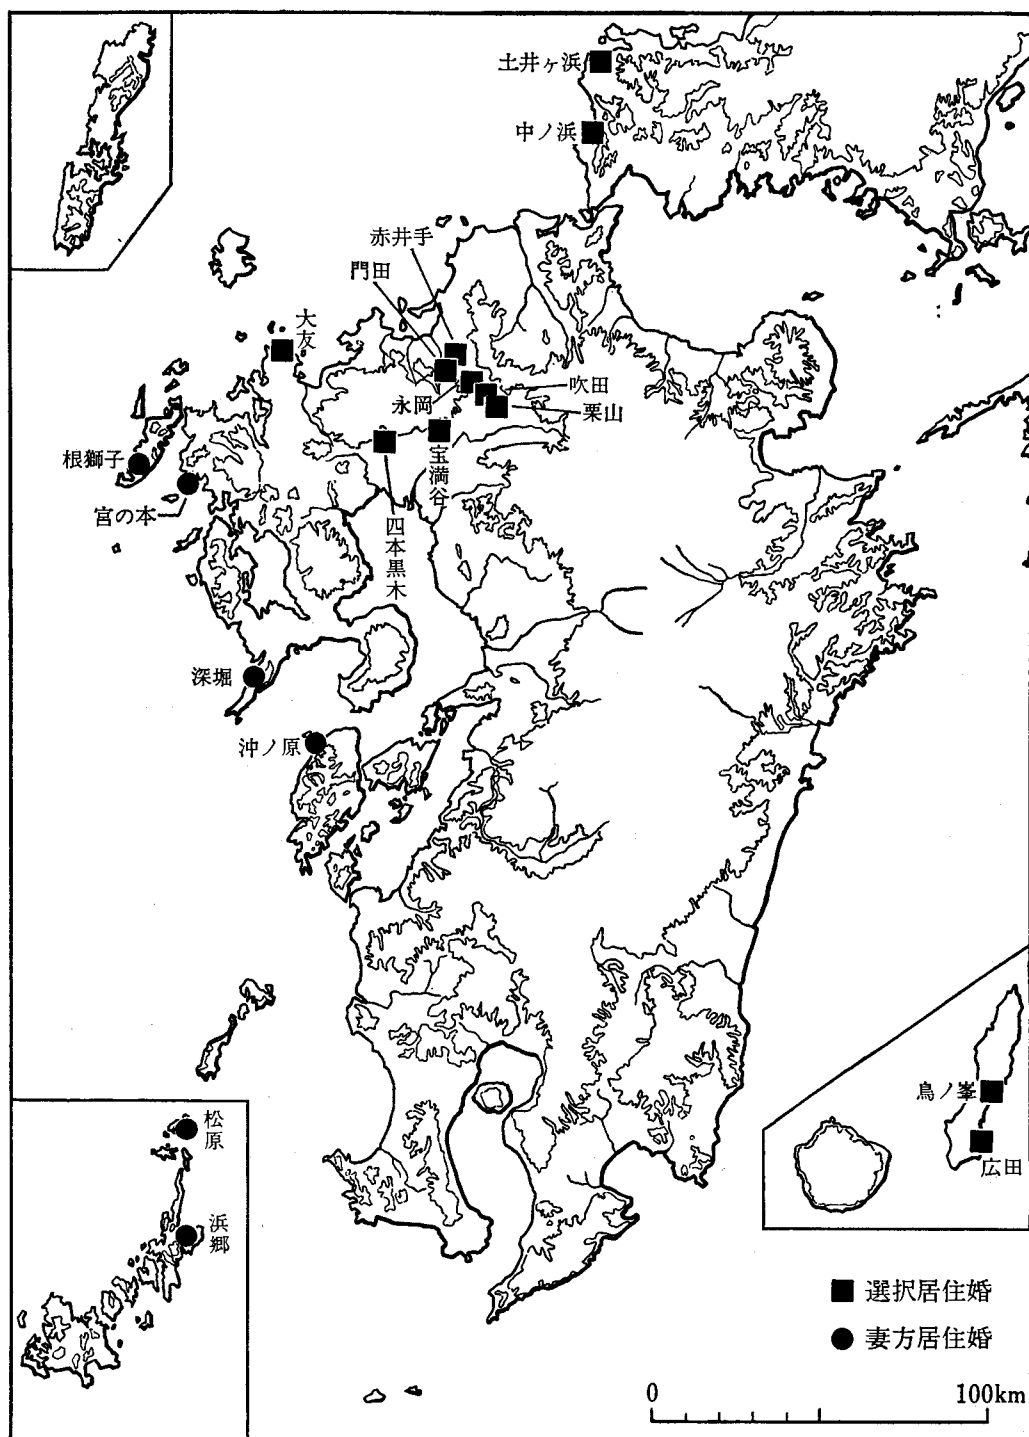 土井ヶ浜
中ノ浜
赤井手
門田
大友
吹田
永岡
栗山
根獅子
宝満谷
宮の本
四本黒木
深堀
沖ノ原
鳥ノ峯
松原
広田
浜郷
選択居住婚
妻方居住婚
0 100km